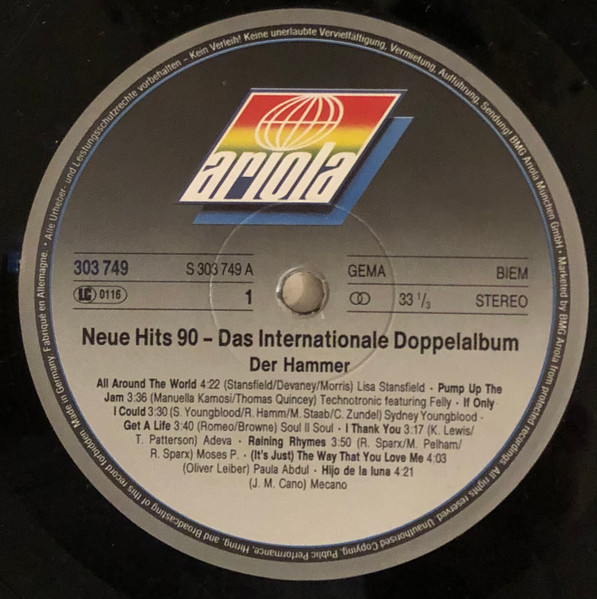 ariola
303 749
S 303 749 A
GEMA
BIEM
LC 0116
1
33 1/3
STEREO
Neue Hits 90 – Das Internationale Doppelalbum
Der Hammer
All Around The World 4:22 (Stansfield/Devaney/Morris) Lisa Stansfield · Pump Up The
Jam 3:36 (Manuella Kamosi/Thomas Quincey) Technotronic featuring Felly · If Only
I Could 3:30 (S. Youngblood/R. Hamm/M. Staab/C. Zundel) Sydney Youngblood ·
Get A Life 3:40 (Romeo/Browne) Soul II Soul · I Thank You 3:17 (K. Lewis/
T. Patterson) Adeva · Raining Rhymes 3:50 (R. Sparx/M. Pelham/
R. Sparx) Moses P. · (It's Just) The Way That You Love Me 4:03
(Oliver Leiber) Paula Abdul · Hijo de la luna 4:21
(J. M. Cano) Mecano
Made in Germany. Fabriqué en Allemagne. · Alle Urheber- und Leistungsschutzrechte vorbehalten – Kein Verleih! Keine unerlaubte Vervielfältigung, Vermietung, Aufführung, Sendung! BMG Ariola München GmbH · Marketed by BMG Ariola
All rights reserved. Unauthorised Copying, Public Performance, Hiring, and Broadcasting of this record forbidden.